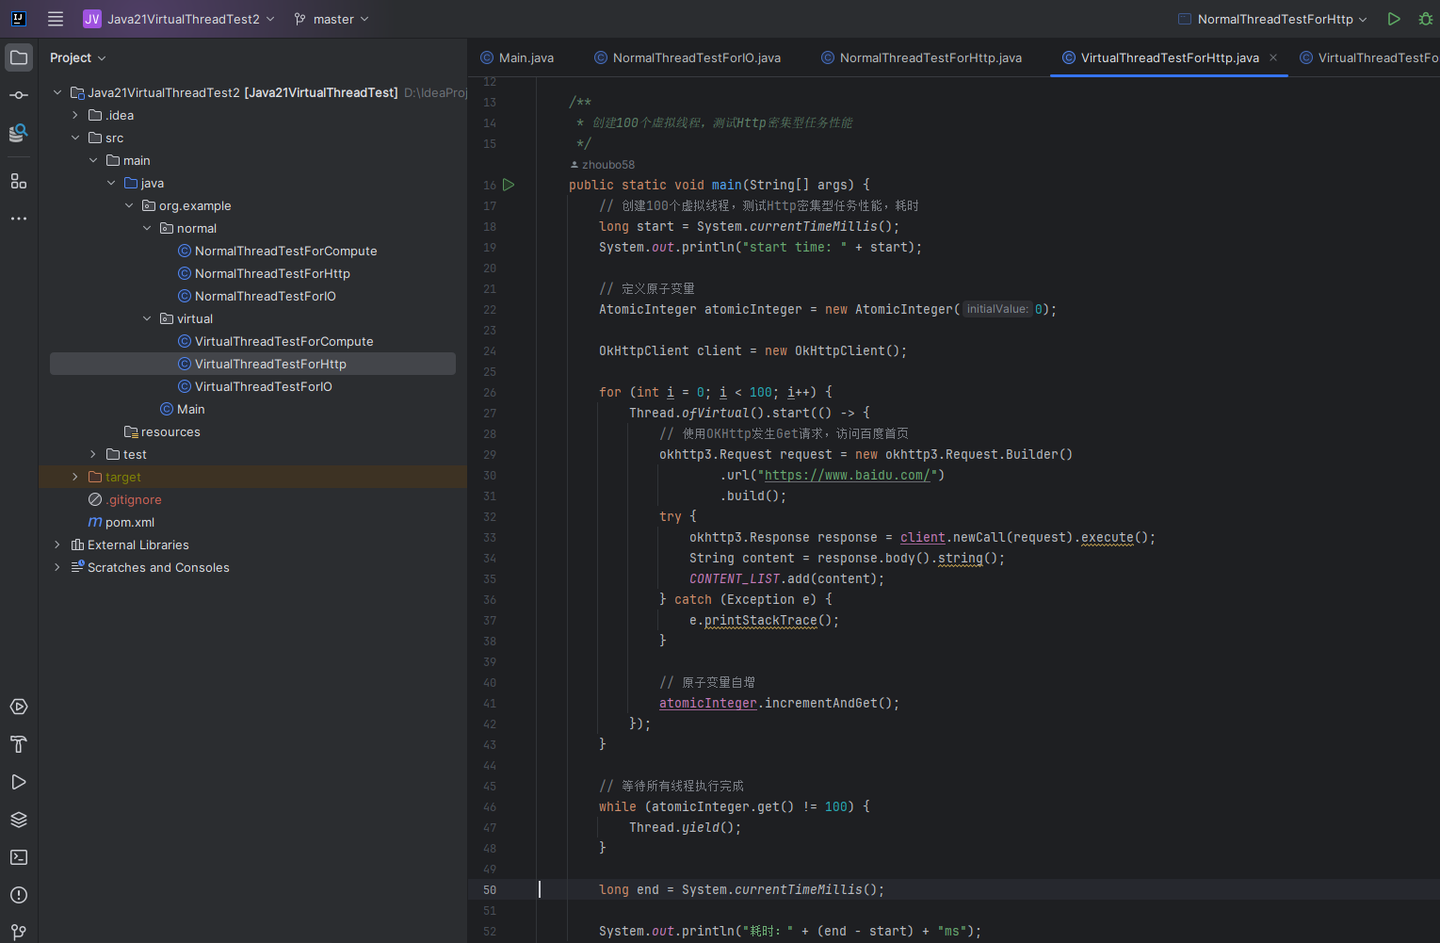 JV Java21VirtualThreadTest2 master NormalThreadTestForHttp
Project
Main.java NormalThreadTestForIO.java NormalThreadTestForHttp.java VirtualThreadTestForHttp.java VirtualThreadTestFo
Java21VirtualThreadTest2 [Java21VirtualThreadTest] D:\IdeaProj
.idea
src
main
java
org.example
normal
NormalThreadTestForCompute
NormalThreadTestForHttp
NormalThreadTestForIO
virtual
VirtualThreadTestForCompute
VirtualThreadTestForHttp
VirtualThreadTestForIO
Main
resources
test
target
.gitignore
pom.xml
External Libraries
Scratches and Consoles
12
13 /**
14 * 创建100个虚拟线程，测试Http密集型任务性能
15 */
zhoubo58
16 public static void main(String[] args) {
17 // 创建100个虚拟线程，测试Http密集型任务性能，耗时
18 long start = System.currentTimeMillis();
19 System.out.println("start time: " + start);
20
21 // 定义原子变量
22 AtomicInteger atomicInteger = new AtomicInteger( initialValue: 0);
23
24 OkHttpClient client = new OkHttpClient();
25
26 for (int i = 0; i < 100; i++) {
27 Thread.ofVirtual().start(() -> {
28 // 使用OKHttp发生Get请求，访问百度首页
29 okhttp3.Request request = new okhttp3.Request.Builder()
30 .url("https://www.baidu.com/")
31 .build();
32 try {
33 okhttp3.Response response = client.newCall(request).execute();
34 String content = response.body().string();
35 CONTENT_LIST.add(content);
36 } catch (Exception e) {
37 e.printStackTrace();
38 }
39
40 // 原子变量自增
41 atomicInteger.incrementAndGet();
42 });
43 }
44
45 // 等待所有线程执行完成
46 while (atomicInteger.get() != 100) {
47 Thread.yield();
48 }
49
50 long end = System.currentTimeMillis();
51
52 System.out.println("耗时：" + (end - start) + "ms");